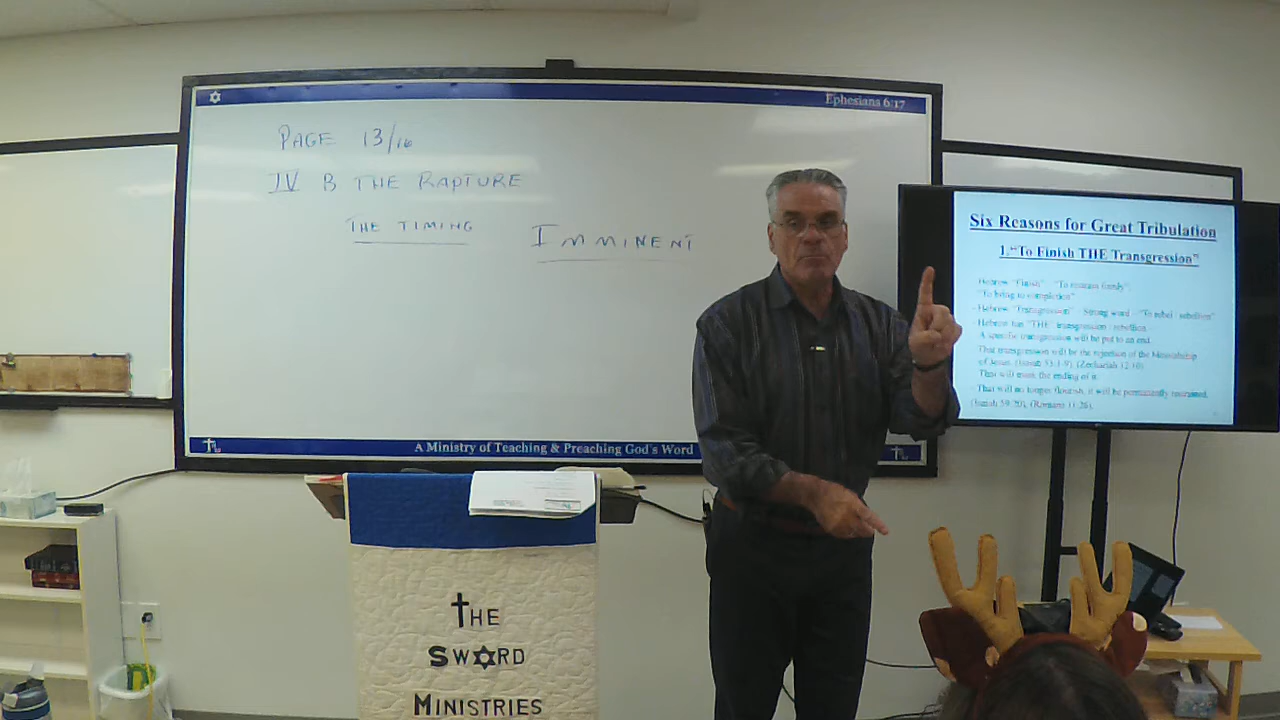 Ephesians 6:17
PAGE 13/16
IV B THE RAPTURE
THE TIMING
IMMINENT
A Ministry of Teaching & Preaching God's Word
THE
SWORD
MINISTRIES
Six Reasons for Great Tribulation
1. "To Finish THE Transgression"
Hebrew "Finish" "To restrain firmly"
"To bring to completion"
- Hebrew "Transgression" Strong word - "To rebel / rebellion"
- Hebrew has "THE" transgression / rebellion
A specific transgression will be put to an end.
That transgression will be the rejection of the Messiahship
of Jesus. (Isaiah 53:1-9), (Zechariah 12:10)
That will mark the ending of it.
- That will no longer flourish, it will be permanently restrained.
(Isaiah 59:20), (Romans 11:26).